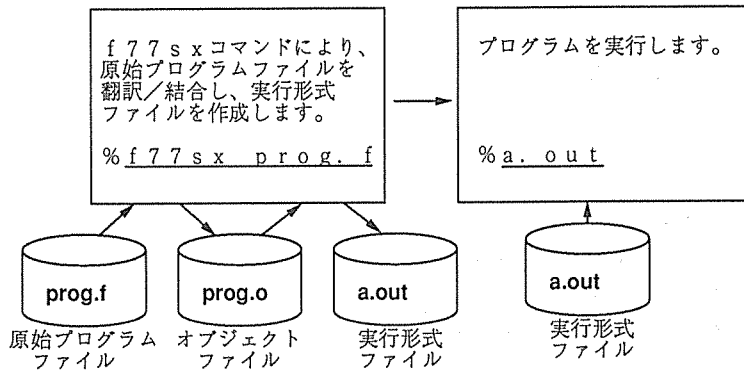 f77sxコマンドにより、
原始プログラムファイルを
翻訳／結合し、実行形式
ファイルを作成します。
%f77sx prog.f
プログラムを実行します。
%a.out
prog.f
prog.o
a.out
a.out
原始プログラム
ファイル
オブジェクト
ファイル
実行形式
ファイル
実行形式
ファイル